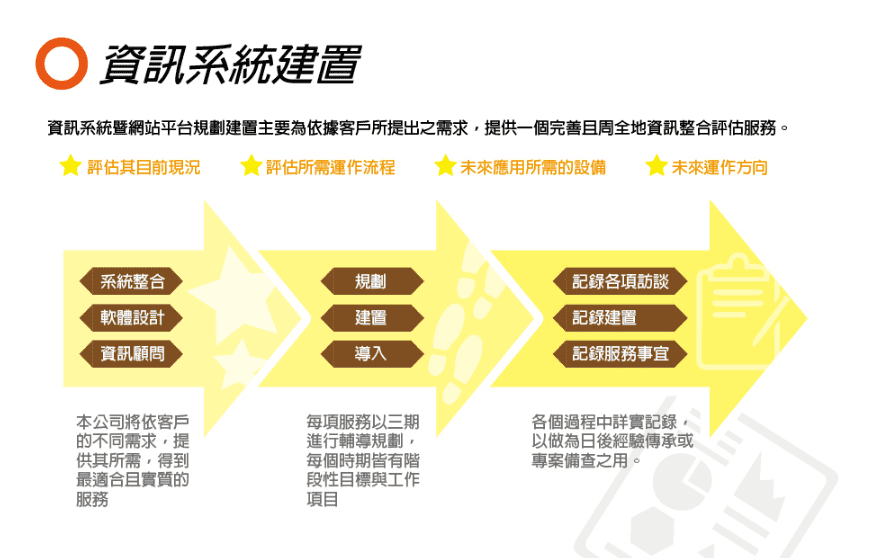 資訊系統建置
資訊系統暨網站平台規劃建置主要為依據客戶所提出之需求，提供一個完善且周全地資訊整合評估服務。
評估其目前現況
評估所需運作流程
未來應用所需的設備
未來運作方向
系統整合
軟體設計
資訊顧問
規劃
建置
導入
記錄各項訪談
記錄建置
記錄服務事宜
本公司將依客戶
的不同需求，提
供其所需，得到
最適合且實質的
服務
每項服務以三期
進行輔導規劃，
每個時期皆有階
段性目標與工作
項目
各個過程中詳實記錄，
以做為日後經驗傳承或
專案備查之用。